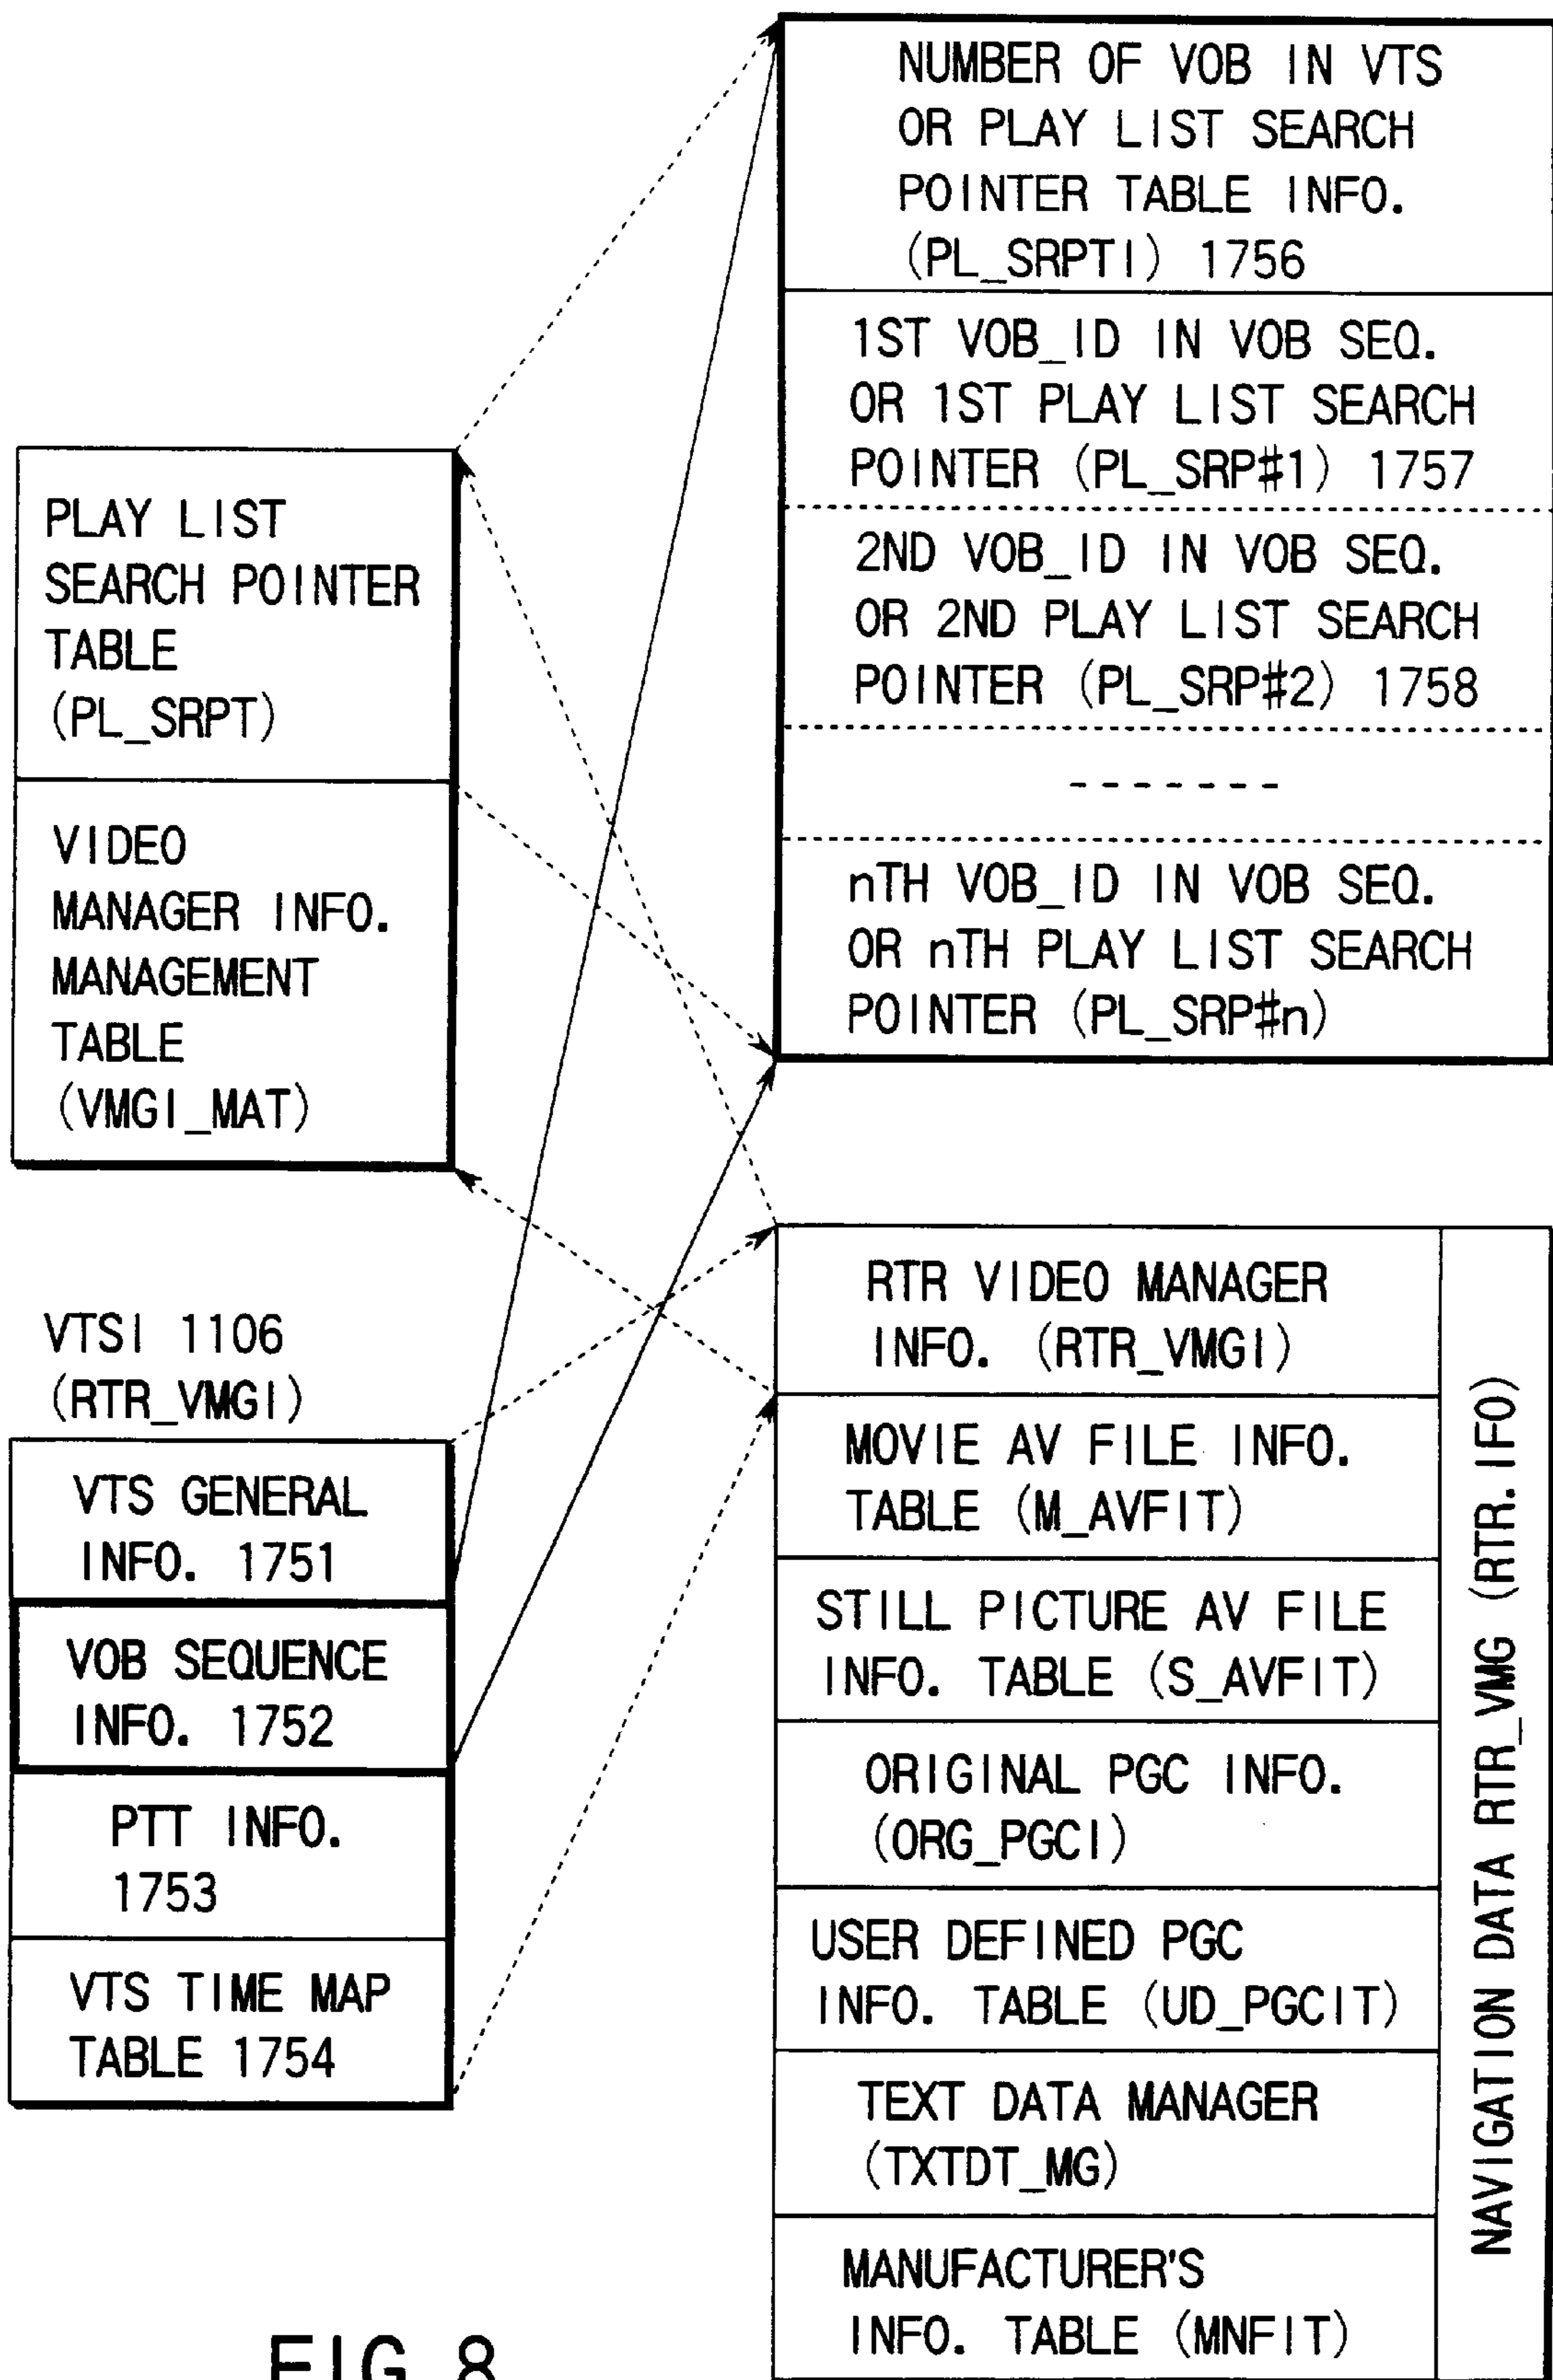 NUMBER OF VOB IN VTS
OR PLAY LIST SEARCH
POINTER TABLE INFO.
(PL_SRPTI) 1756
1ST VOB_ID IN VOB SEQ.
OR 1ST PLAY LIST SEARCH
POINTER (PL_SRP#1) 1757
2ND VOB_ID IN VOB SEQ.
OR 2ND PLAY LIST SEARCH
POINTER (PL_SRP#2) 1758
nTH VOB_ID IN VOB SEQ.
OR nTH PLAY LIST SEARCH
POINTER (PL_SRP#n)
PLAY LIST
SEARCH POINTER
TABLE
(PL_SRPT)
VIDEO
MANAGER INFO.
MANAGEMENT
TABLE
(VMGI_MAT)
VTSI 1106
(RTR_VMGI)
VTS GENERAL
INFO. 1751
VOB SEQUENCE
INFO. 1752
PTT INFO.
1753
VTS TIME MAP
TABLE 1754
RTR VIDEO MANAGER
INFO. (RTR_VMGI)
MOVIE AV FILE INFO.
TABLE (M_AVFIT)
STILL PICTURE AV FILE
INFO. TABLE (S_AVFIT)
ORIGINAL PGC INFO.
(ORG_PGCI)
USER DEFINED PGC
INFO. TABLE (UD_PGCIT)
TEXT DATA MANAGER
(TXTDT_MG)
MANUFACTURER'S
INFO. TABLE (MNFIT)
NAVIGATION DATA RTR_VMG (RTR.IFO)
FIG. 8